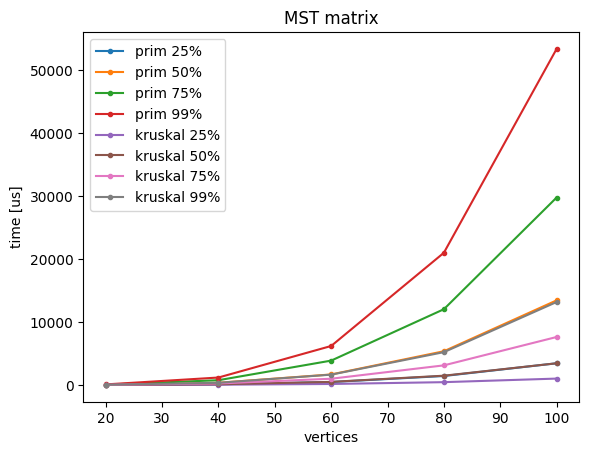 MST matrix
prim 25%
prim 50%
prim 75%
prim 99%
kruskal 25%
kruskal 50%
kruskal 75%
kruskal 99%
time [us]
50000
40000
30000
20000
10000
0
20 30 40 50 60 70 80 90 100
vertices